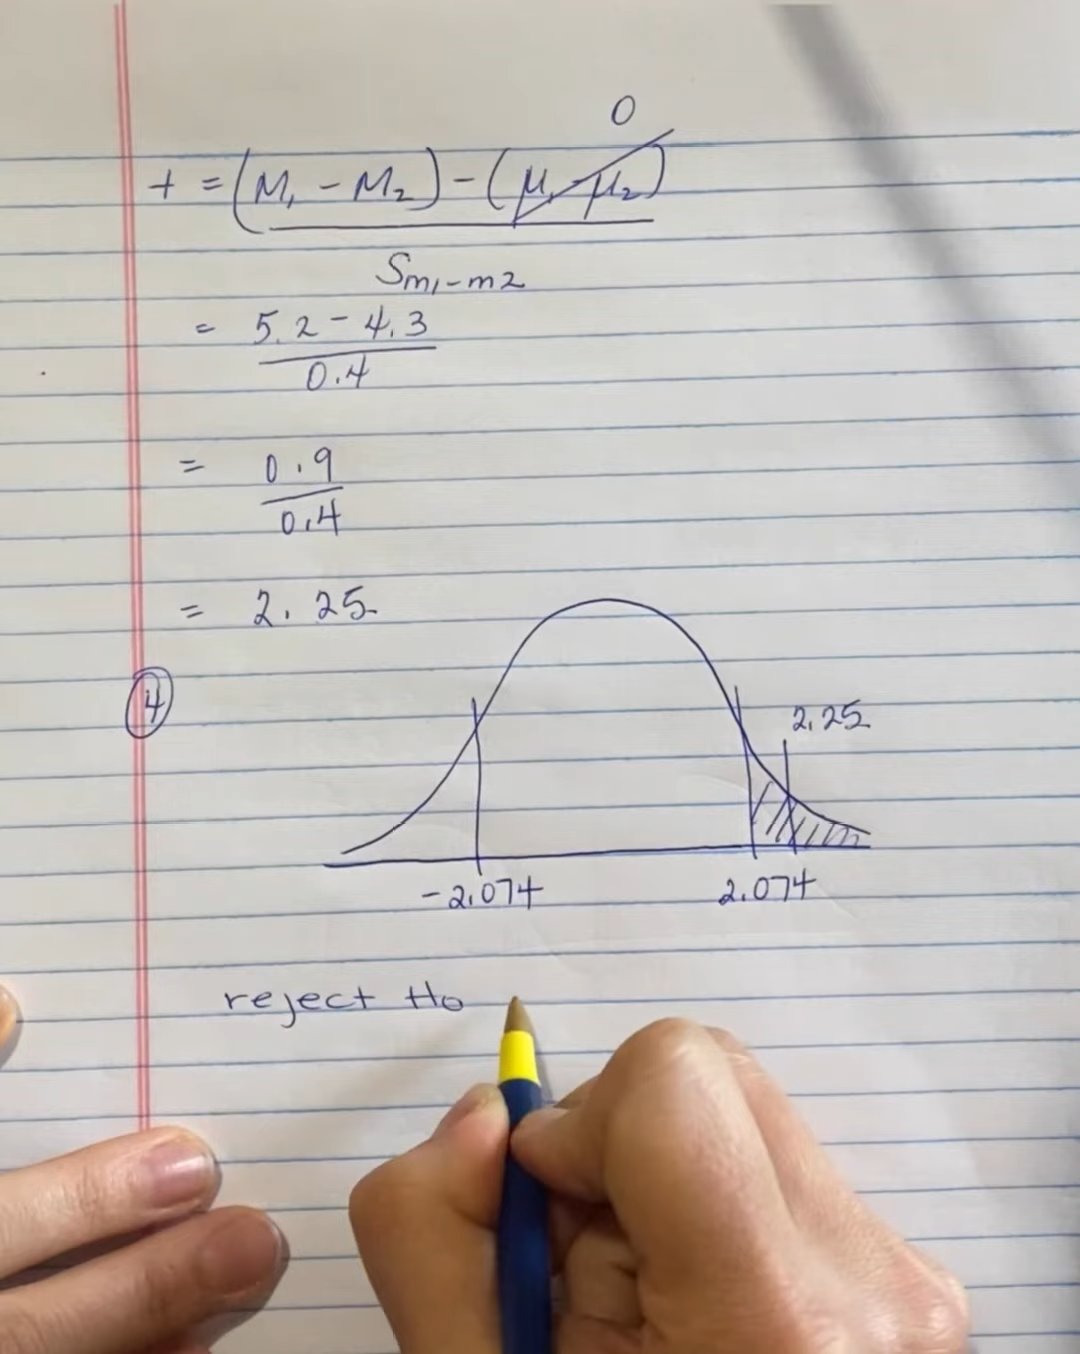 0
t = (M₁ - M₂) - (μ₁ - μ₂)
Sm₁-m2
= 5.2 - 4.3
0.4
= 0.9
0.4
= 2.25
4
2.25
-2.074 2.074
reject Ho